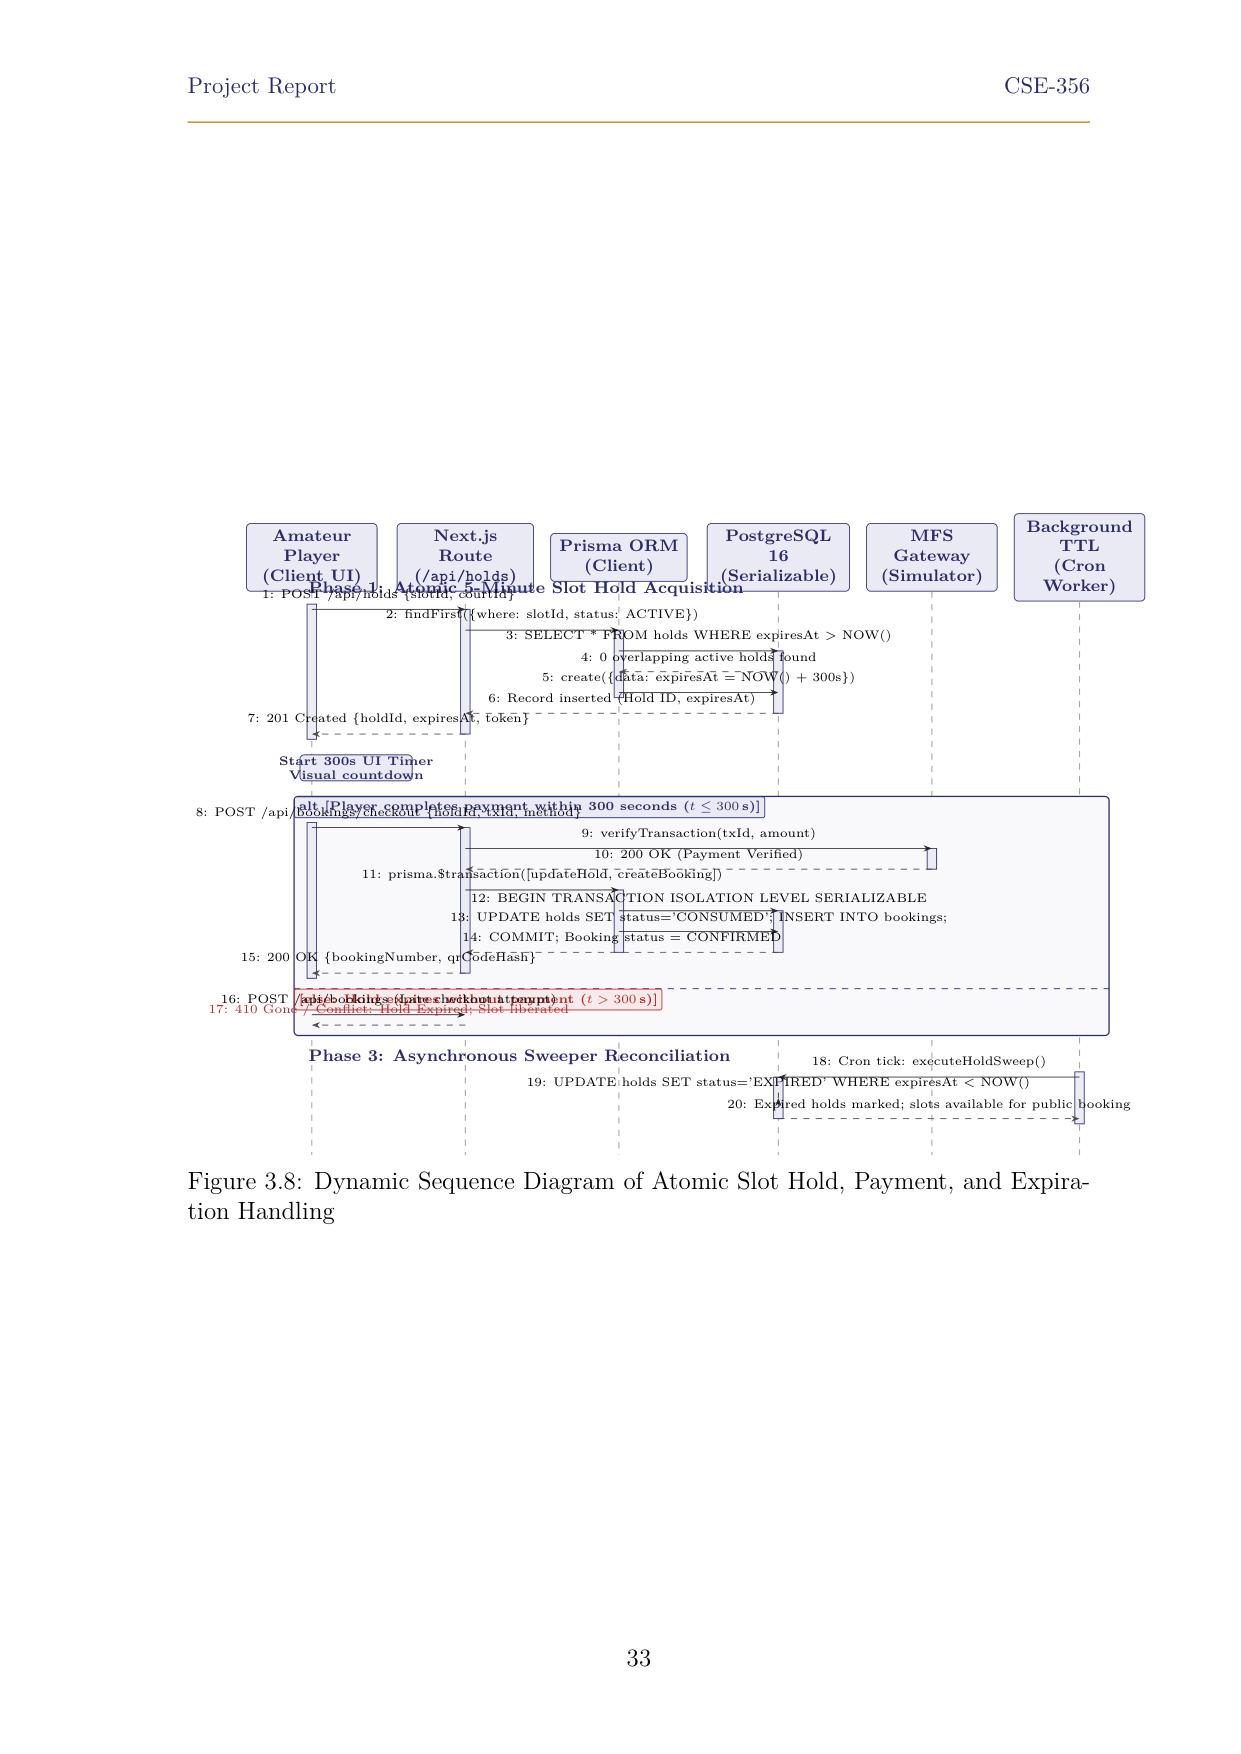 Project Report CSE-356
Amateur
Player
(Client UI)
Next.js
Route
(/api/holds)
Prisma ORM
(Client)
PostgreSQL
16
(Serializable)
MFS
Gateway
(Simulator)
Background
TTL
(Cron
Worker)
Phase 1: Atomic 5-Minute Slot Hold Acquisition
1: POST /api/holds {slotId, courtId}
2: findFirst({where: slotId, status: ACTIVE})
3: SELECT * FROM holds WHERE expiresAt > NOW()
4: 0 overlapping active holds found
5: create({data: expiresAt = NOW() + 300s})
6: Record inserted (Hold ID, expiresAt)
7: 201 Created {holdId, expiresAt, token}
Start 300s UI Timer
Visual countdown
alt [Player completes payment within 300 seconds (t ≤ 300 s)]
8: POST /api/bookings/checkout {holdId, txId, method}
9: verifyTransaction(txId, amount)
10: 200 OK (Payment Verified)
11: prisma.$transaction([updateHold, createBooking])
12: BEGIN TRANSACTION ISOLATION LEVEL SERIALIZABLE
13: UPDATE holds SET status='CONSUMED'; INSERT INTO bookings;
14: COMMIT; Booking status = CONFIRMED
15: 200 OK {bookingNumber, qrCodeHash}
16: POST /api/bookings (Late checkout attempt)
(t > 300 s)]
17: 410 Gone / Conflict: Hold Expired; Slot liberated
Phase 3: Asynchronous Sweeper Reconciliation
18: Cron tick: executeHoldSweep()
19: UPDATE holds SET status='EXPIRED' WHERE expiresAt < NOW()
20: Expired holds marked; slots available for public booking
Figure 3.8: Dynamic Sequence Diagram of Atomic Slot Hold, Payment, and Expira-
tion Handling
33